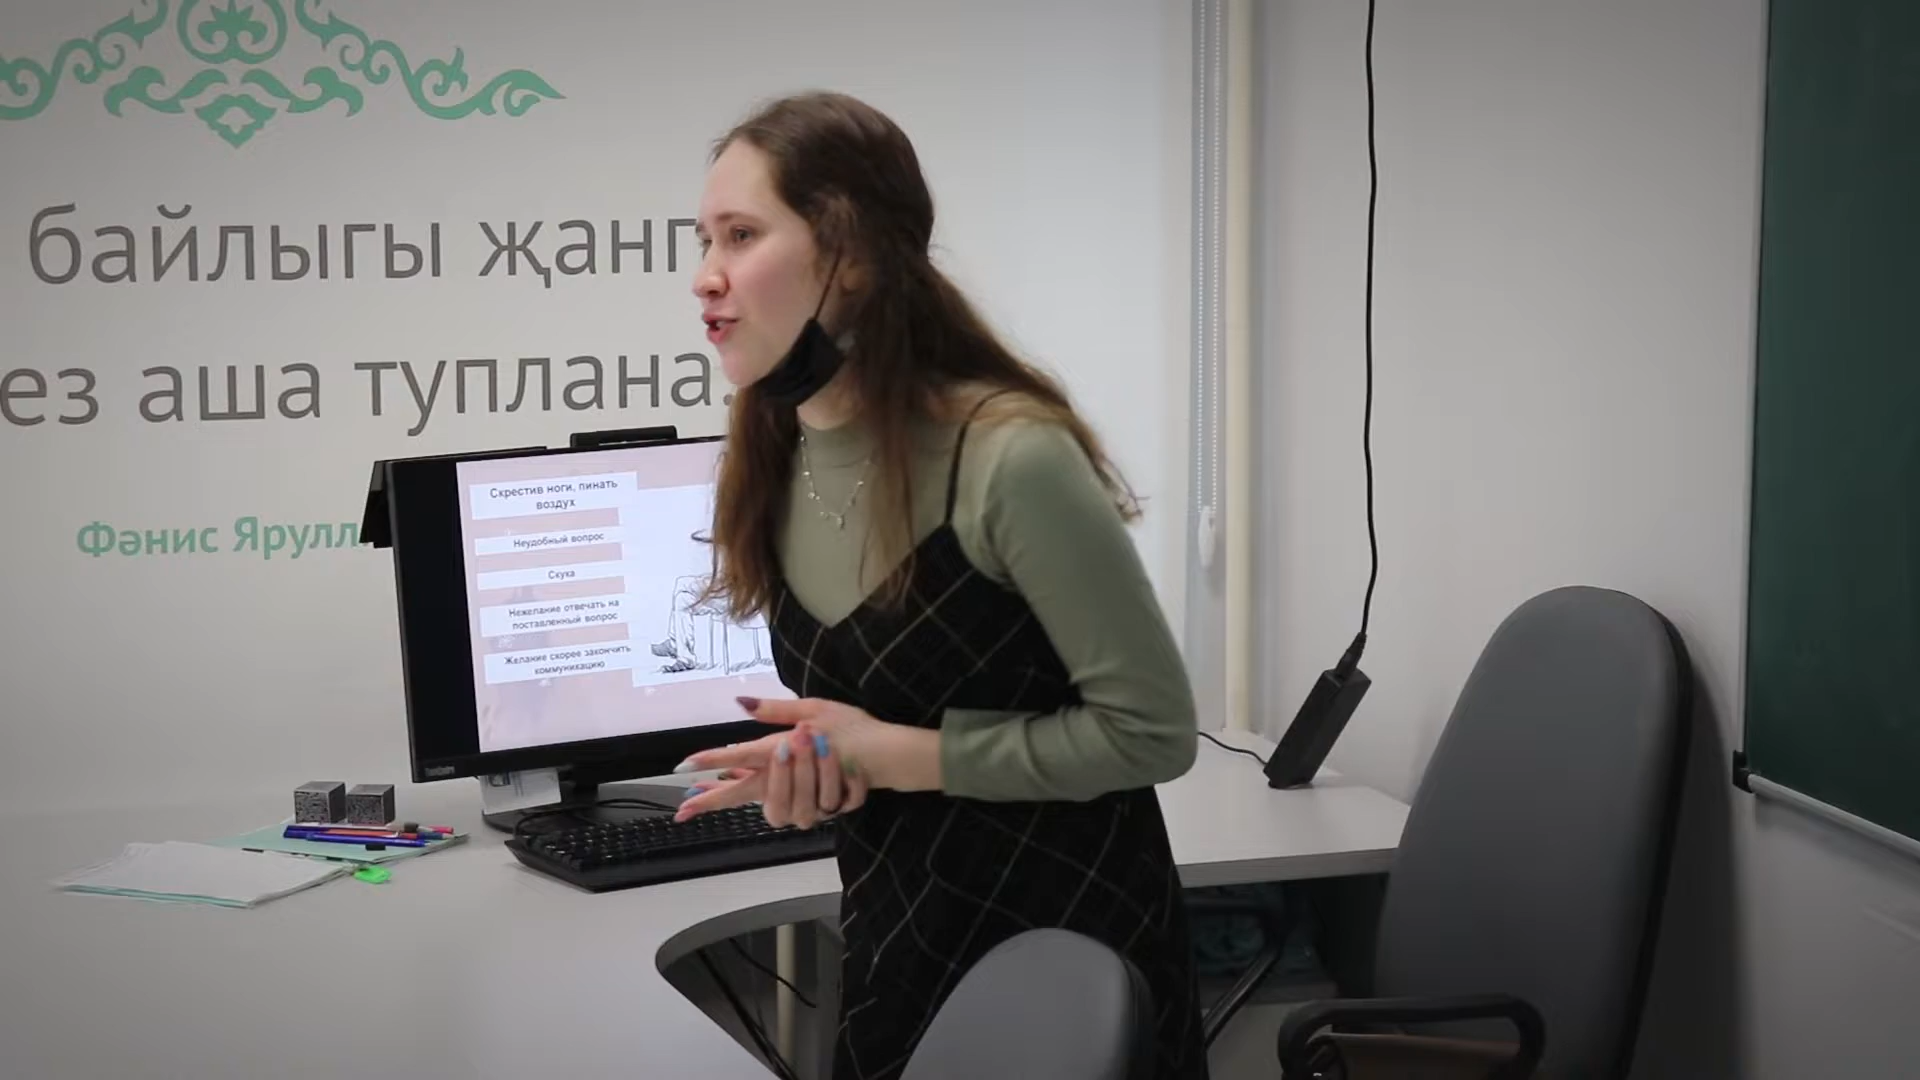 байлыгы җанг
ез аша туплана.
Фәнис Ярулл
Скрестив ноги, пинать
воздух
Неудобный вопрос
Скука
Нежелание отвечать на
поставленный вопрос
Желание скорее закончить
коммуникацию